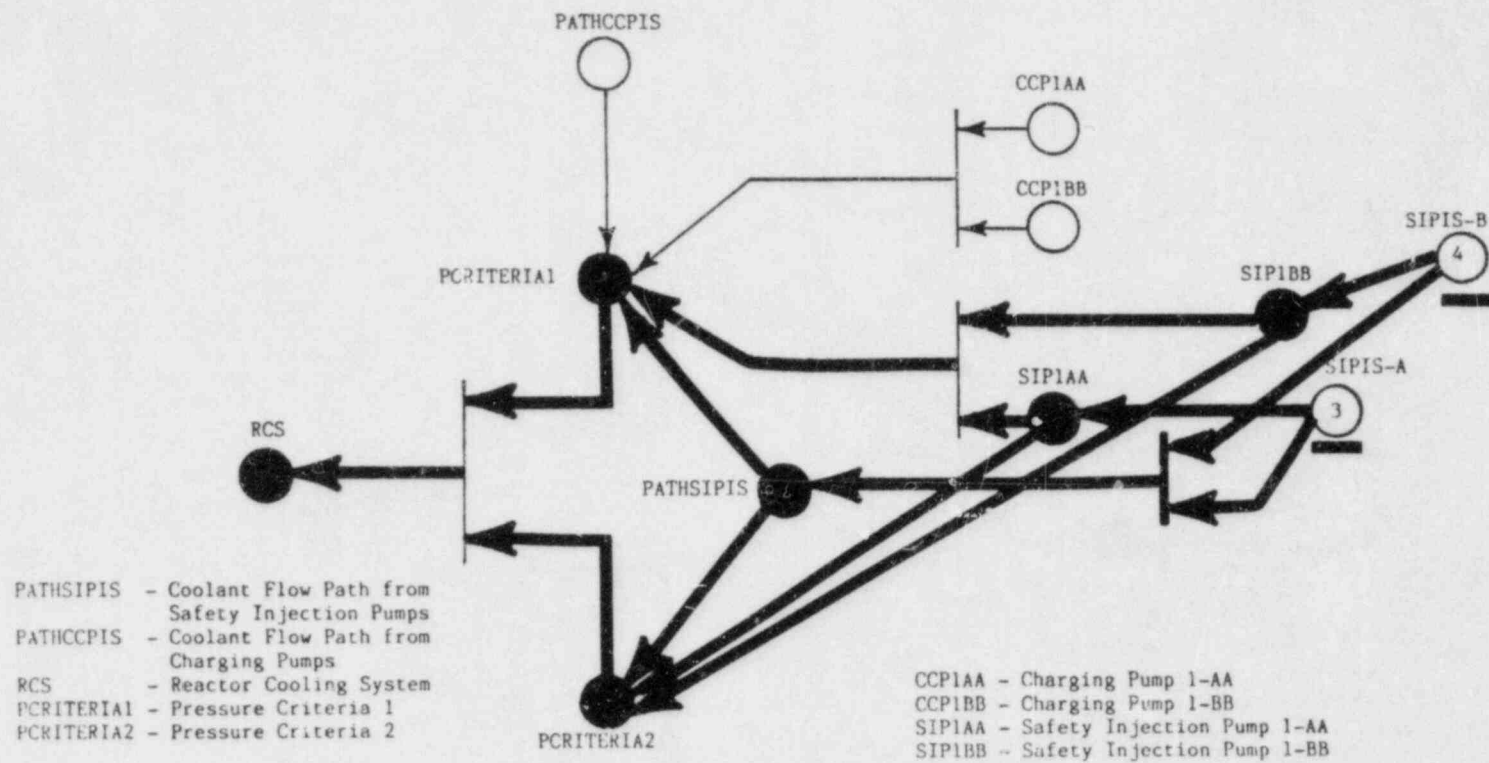 PATHCCPIS
CCP1AA
CCP1BB
SIPIS-B
4
PCRITERIA1
SIP1BB
SIPIS-A
SIP1AA
3
RCS
PATHSIPIS
PATHSIPIS - Coolant Flow Path from
Safety Injection Pumps
PATHCCPIS - Coolant Flow Path from
Charging Pumps
RCS - Reactor Cooling System
PCRITERIA1 - Pressure Criteria 1
PCRITERIA2 - Pressure Criteria 2
PCRITERIA2
CCP1AA - Charging Pump 1-AA
CCP1BB - Charging Pump 1-BB
SIP1AA - Safety Injection Pump 1-AA
SIP1BB - Safety Injection Pump 1-BB